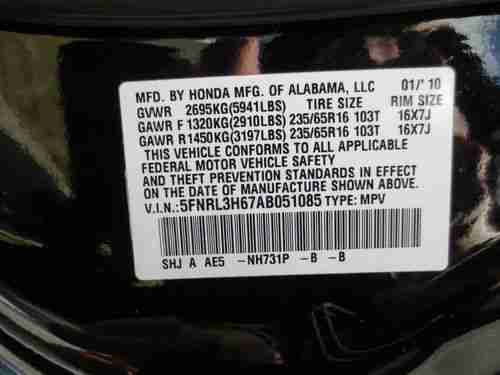 MFD. BY HONDA MFG. OF ALABAMA, LLC 01/'10
GVWR 2695KG(5941LBS) TIRE SIZE RIM SIZE
GAWR F 1320KG(2910LBS) 235/65R16 103T 16X7J
GAWR R 1450KG(3197LBS) 235/65R16 103T 16X7J
THIS VEHICLE CONFORMS TO ALL APPLICABLE
FEDERAL MOTOR VEHICLE SAFETY
AND THEFT PREVENTION STANDARDS IN EFFECT
ON THE DATE OF MANUFACTURE SHOWN ABOVE.
V.I.N.: 5FNRL3H67AB051085 TYPE: MPV
SHJ A AE5 -NH731P -B -B